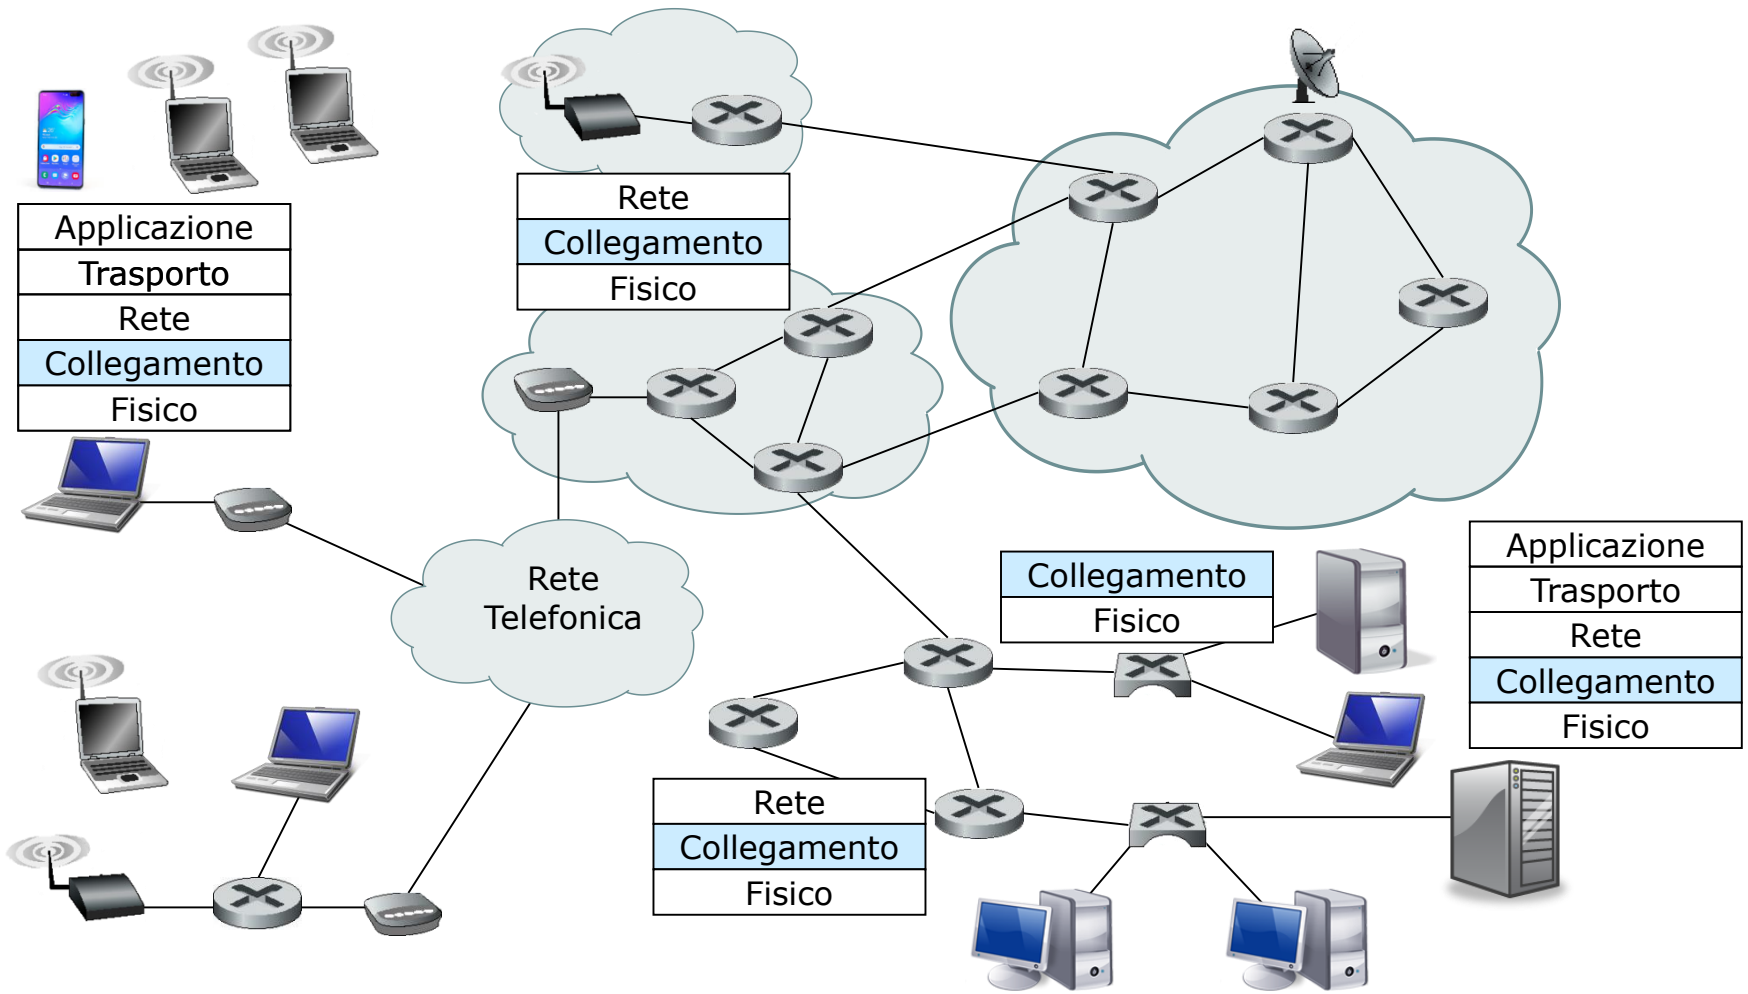 Applicazione
Trasporto
Rete
Collegamento
Fisico
Rete
Collegamento
Fisico
Rete
Telefonica
Collegamento
Fisico
Applicazione
Trasporto
Rete
Collegamento
Fisico
Rete
Collegamento
Fisico